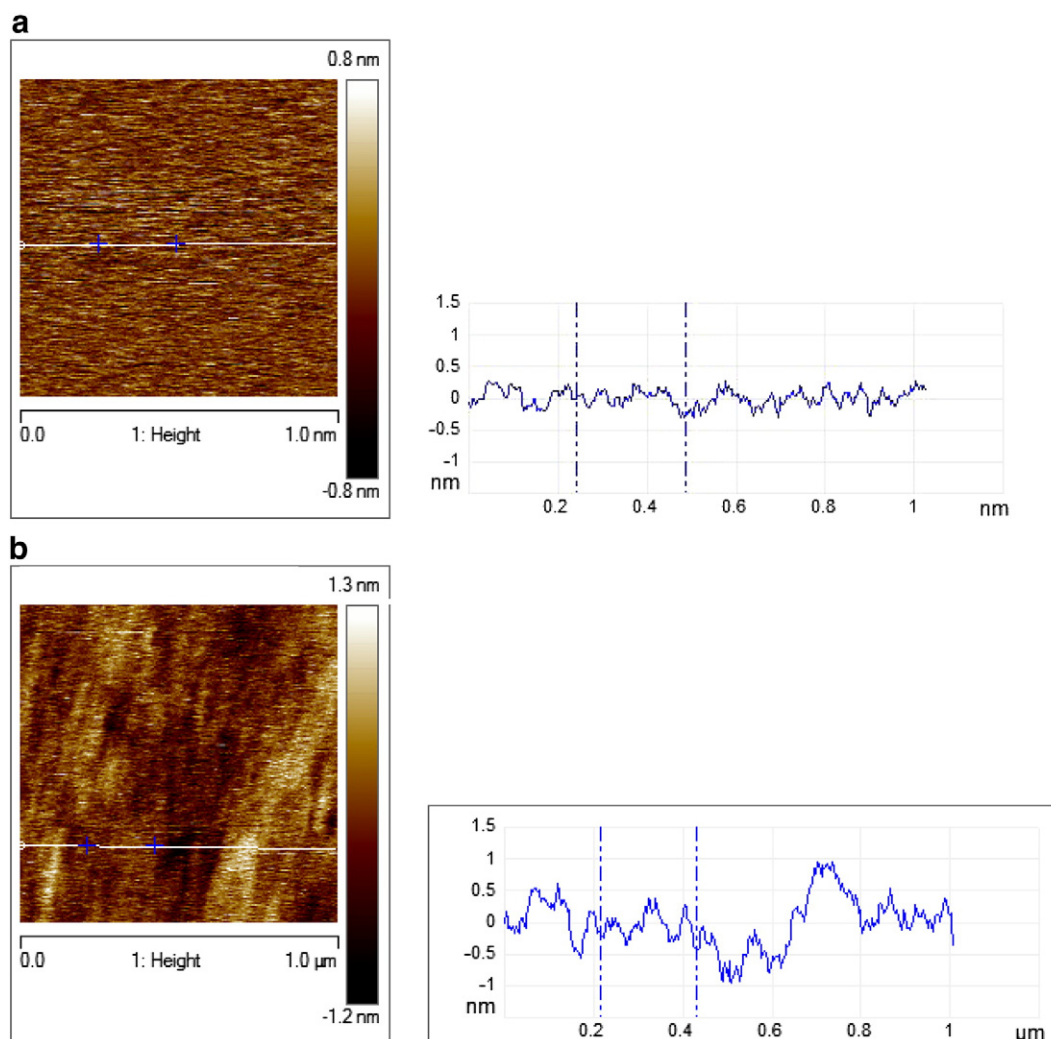 a
0.8 nm
0.0 1: Height 1.0 nm
-0.8 nm
1.5
1
0.5
0
-0.5
-1
nm
0.2 0.4 0.6 0.8 1 nm
b
1.3 nm
0.0 1: Height 1.0 µm
-1.2 nm
1.5
1
0.5
0
-0.5
-1
nm
0.2 0.4 0.6 0.8 1 µm